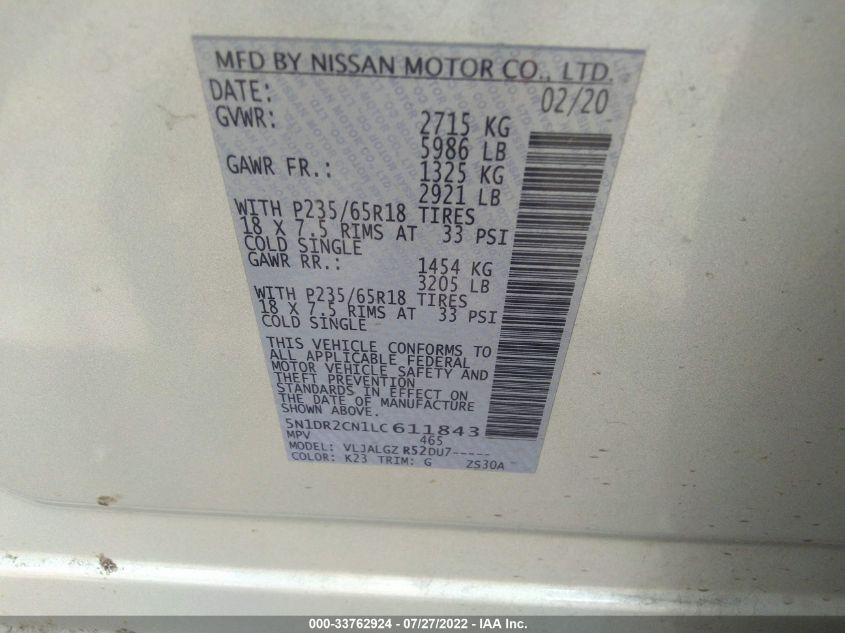 MFD BY NISSAN MOTOR CO., LTD.
DATE: 02/20
GVWR: 2715 KG
5986 LB
GAWR FR.: 1325 KG
2921 LB
WITH P235/65R18 TIRES
18 X 7.5 RIMS AT 33 PSI
COLD SINGLE
GAWR RR.: 1454 KG
3205 LB
WITH P235/65R18 TIRES
18 X 7.5 RIMS AT 33 PSI
COLD SINGLE
THIS VEHICLE CONFORMS TO
ALL APPLICABLE FEDERAL
MOTOR VEHICLE SAFETY AND
THEFT PREVENTION
STANDARDS IN EFFECT ON
THE DATE OF MANUFACTURE
SHOWN ABOVE.
5N1DR2CN1LC611843
MPV 465
MODEL: VLJALGZ R52DU7-----
COLOR: K23 TRIM: G ZS30A
000-33762924 - 07/27/2022 - IAA Inc.